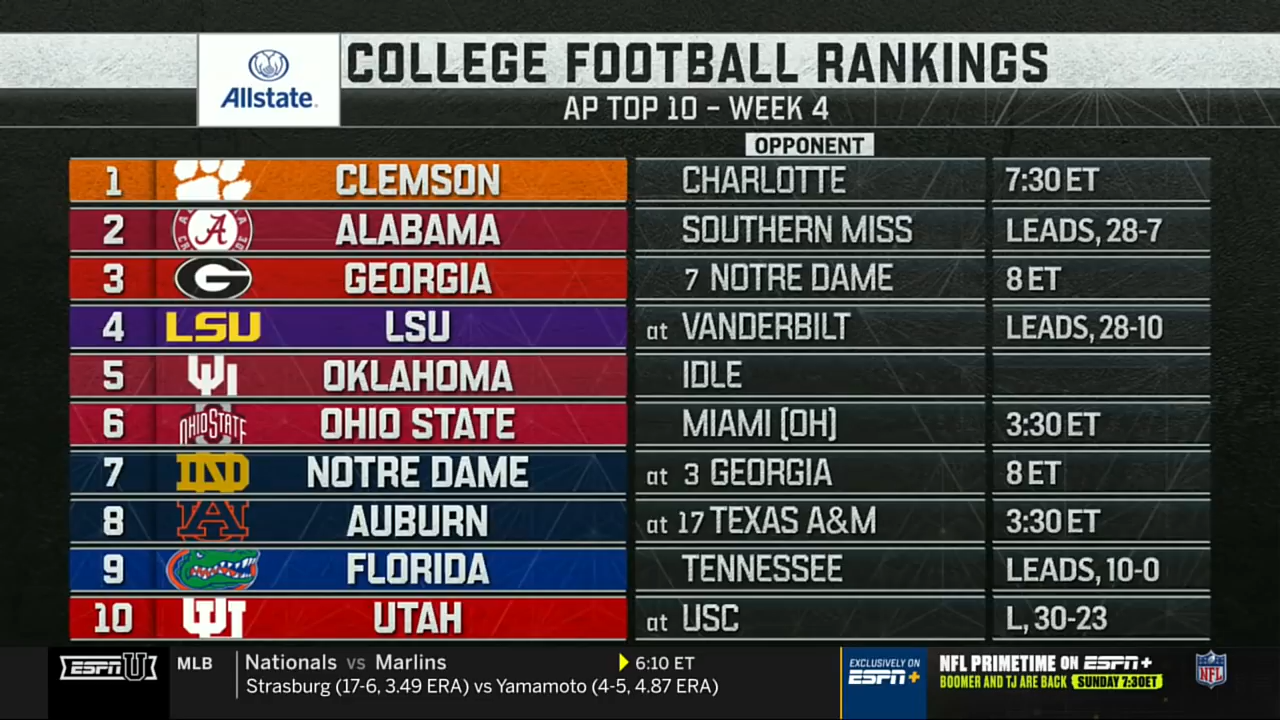 Allstate.
COLLEGE FOOTBALL RANKINGS
AP TOP 10 – WEEK 4
OPPONENT
1 CLEMSON CHARLOTTE 7:30 ET
2 A ALABAMA SOUTHERN MISS LEADS, 28-7
3 G GEORGIA 7 NOTRE DAME 8 ET
4 LSU LSU at VANDERBILT LEADS, 28-10
5 OU OKLAHOMA IDLE
6 OHIO STATE OHIO STATE MIAMI (OH) 3:30 ET
7 ND NOTRE DAME at 3 GEORGIA 8 ET
8 AU AUBURN at 17 TEXAS A&M 3:30 ET
9 FLORIDA TENNESSEE LEADS, 10-0
10 U UTAH at USC L, 30-23
ESPNU MLB Nationals vs Marlins 6:10 ET
Strasburg (17-6, 3.49 ERA) vs Yamamoto (4-5, 4.87 ERA)
EXCLUSIVELY ON
ESPN+
NFL PRIMETIME ON ESPN+
BOOMER AND TJ ARE BACK SUNDAY 7:30ET
NFL